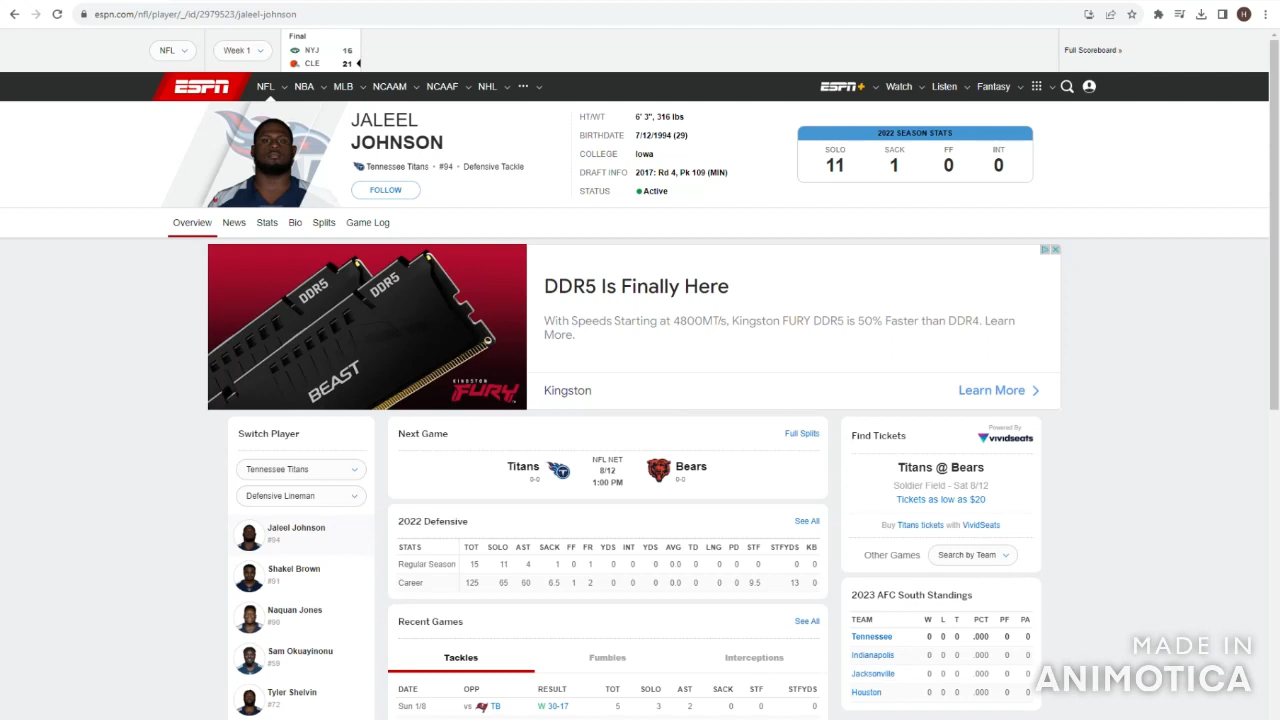 espn.com/nfl/player/_/id/2979523/jaleel-johnson
H
NFL
Week 1
Final
NYJ 16
CLE 21
Full Scoreboard »
ESPN
NFL NBA MLB NCAAM NCAAF NHL •••
ESPN+ Watch Listen Fantasy
JALEEL
JOHNSON
Tennessee Titans • #94 • Defensive Tackle
FOLLOW
HT/WT 6' 3", 316 lbs
BIRTHDATE 7/12/1994 (29)
COLLEGE Iowa
DRAFT INFO 2017: Rd 4, Pk 109 (MIN)
STATUS Active
2022 SEASON STATS
SOLO SACK FF INT
11 1 0 0
Overview News Stats Bio Splits Game Log
DDR5 DDR5
BEAST
KINGSTON
FURY
DDR5 Is Finally Here
With Speeds Starting at 4800MT/s, Kingston FURY DDR5 is 50% Faster than DDR4. Learn
More.
Kingston
Learn More
Switch Player
Tennessee Titans
Defensive Lineman
Jaleel Johnson
#94
Shakel Brown
#91
Naquan Jones
#90
Sam Okuayinonu
#59
Tyler Shelvin
#72
Next Game Full Splits
Titans
0-0
NFL NET
8/12
1:00 PM
Bears
0-0
2022 Defensive See All
STATS TOT SOLO AST SACK FF FR YDS INT YDS AVG TD LNG PD STF STFYDS KB
Regular Season 15 11 4 1 0 1 0 0 0 0.0 0 0 0 0 0 0
Career 125 65 60 6.5 1 2 0 0 0 0.0 0 0 0 9.5 13 0
Recent Games See All
Tackles Fumbles Interceptions
DATE OPP RESULT TOT SOLO AST SACK STF STFYDS
Sun 1/8 vs TB W 30-17 5 3 2 0 0 0
Find Tickets
Powered By
vividseats
Titans @ Bears
Soldier Field - Sat 8/12
Tickets as low as $20
Buy Titans tickets with VividSeats
Other Games Search by Team
2023 AFC South Standings
TEAM W L T PCT PF PA
Tennessee 0 0 0 .000 0 0
Indianapolis 0 0 0 .000 0 0
Jacksonville 0 0 0 .000 0 0
Houston 0 0 0 .000 0 0
MADE IN
ANIMOTICA